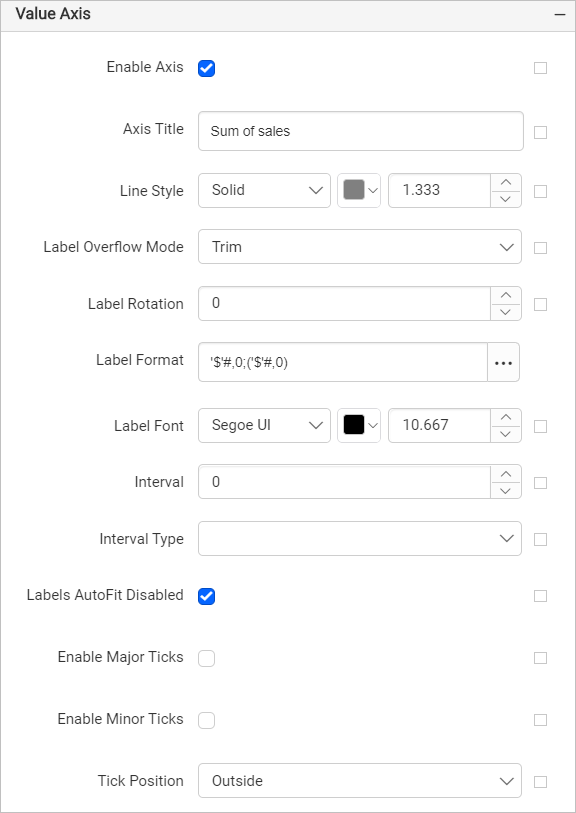 Value Axis
Enable Axis
Axis Title Sum of sales
Line Style Solid 1.333
Label Overflow Mode Trim
Label Rotation 0
Label Format '$'#,0;('$'#,0)
Label Font Segoe UI 10.667
Interval 0
Interval Type
Labels AutoFit Disabled
Enable Major Ticks
Enable Minor Ticks
Tick Position Outside